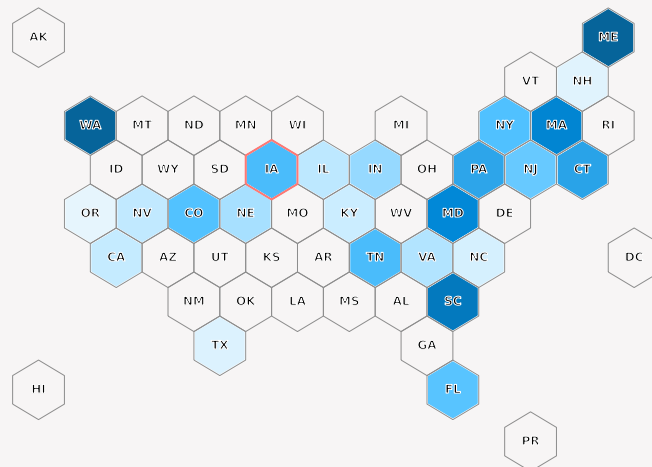 AK ME
VT NH
WA MT ND MN WI MI NY MA RI
ID WY SD IA IL IN OH PA NJ CT
OR NV CO NE MO KY WV MD DE
CA AZ UT KS AR TN VA NC DC
NM OK LA MS AL SC
TX GA
HI FL
PR